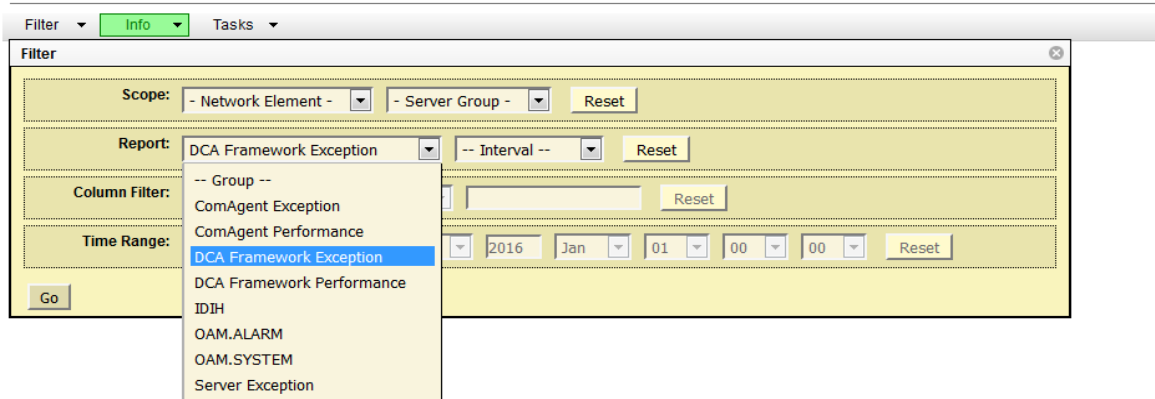 Filter Info Tasks
Filter
Scope: - Network Element - - Server Group - Reset
Report: DCA Framework Exception -- Interval -- Reset
-- Group --
Column Filter: Reset
ComAgent Exception
ComAgent Performance
Time Range: 2016 Jan 01 00 00 Reset
DCA Framework Exception
DCA Framework Performance
Go
IDIH
OAM.ALARM
OAM.SYSTEM
Server Exception